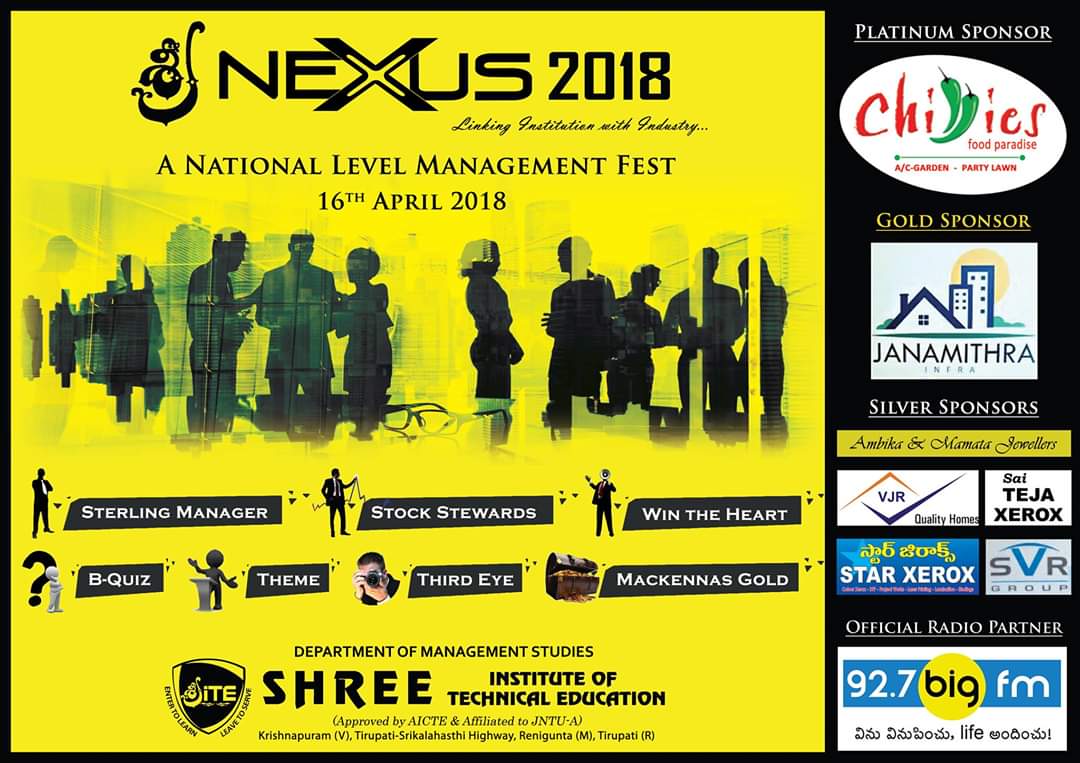 శ్రీ NEXUS 2018
Linking Institution with Industry...
A NATIONAL LEVEL MANAGEMENT FEST
16TH APRIL 2018
STERLING MANAGER
STOCK STEWARDS
WIN THE HEART
B-QUIZ
THEME
THIRD EYE
MACKENNAS GOLD
DEPARTMENT OF MANAGEMENT STUDIES
SITE
ENTER TO LEARN
LEAVE TO SERVE
SHREE INSTITUTE OF
TECHNICAL EDUCATION
(Approved by AICTE & Affiliated to JNTU-A)
Krishnapuram (V), Tirupati-Srikalahasthi Highway, Renigunta (M), Tirupati (R)
PLATINUM SPONSOR
Chillies
food paradise
A/C-GARDEN - PARTY LAWN
GOLD SPONSOR
JANAMITHRA
INFRA
SILVER SPONSORS
Ambika & Mamata Jewellers
VJR
Quality Homes
Sai
TEJA
XEROX
స్టార్ జిరాక్స్
STAR XEROX
SVR
GROUP
OFFICIAL RADIO PARTNER
92.7 big fm
విను వినుపించు, life అందించు!